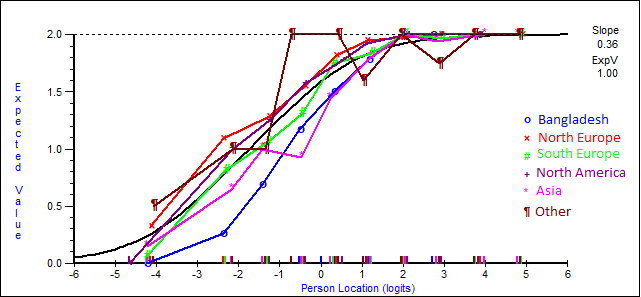 2.0
1.5
1.0
0.5
0.0
Expected Value
-6 -5 -4 -3 -2 -1 0 1 2 3 4 5 6
Person Location (logits)
Slope
0.36
ExpV
1.00
o Bangladesh
× North Europe
# South Europe
+ North America
* Asia
¶ Other